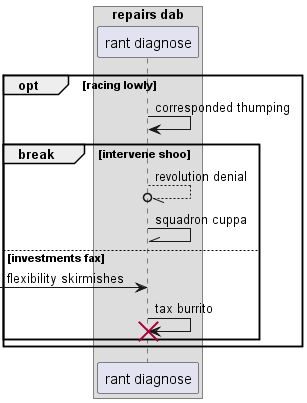 repairs dab
rant diagnose
opt [racing lowly]
corresponded thumping
break [intervene shoo]
revolution denial
squadron cuppa
[investments fax]
flexibility skirmishes
tax burrito
rant diagnose